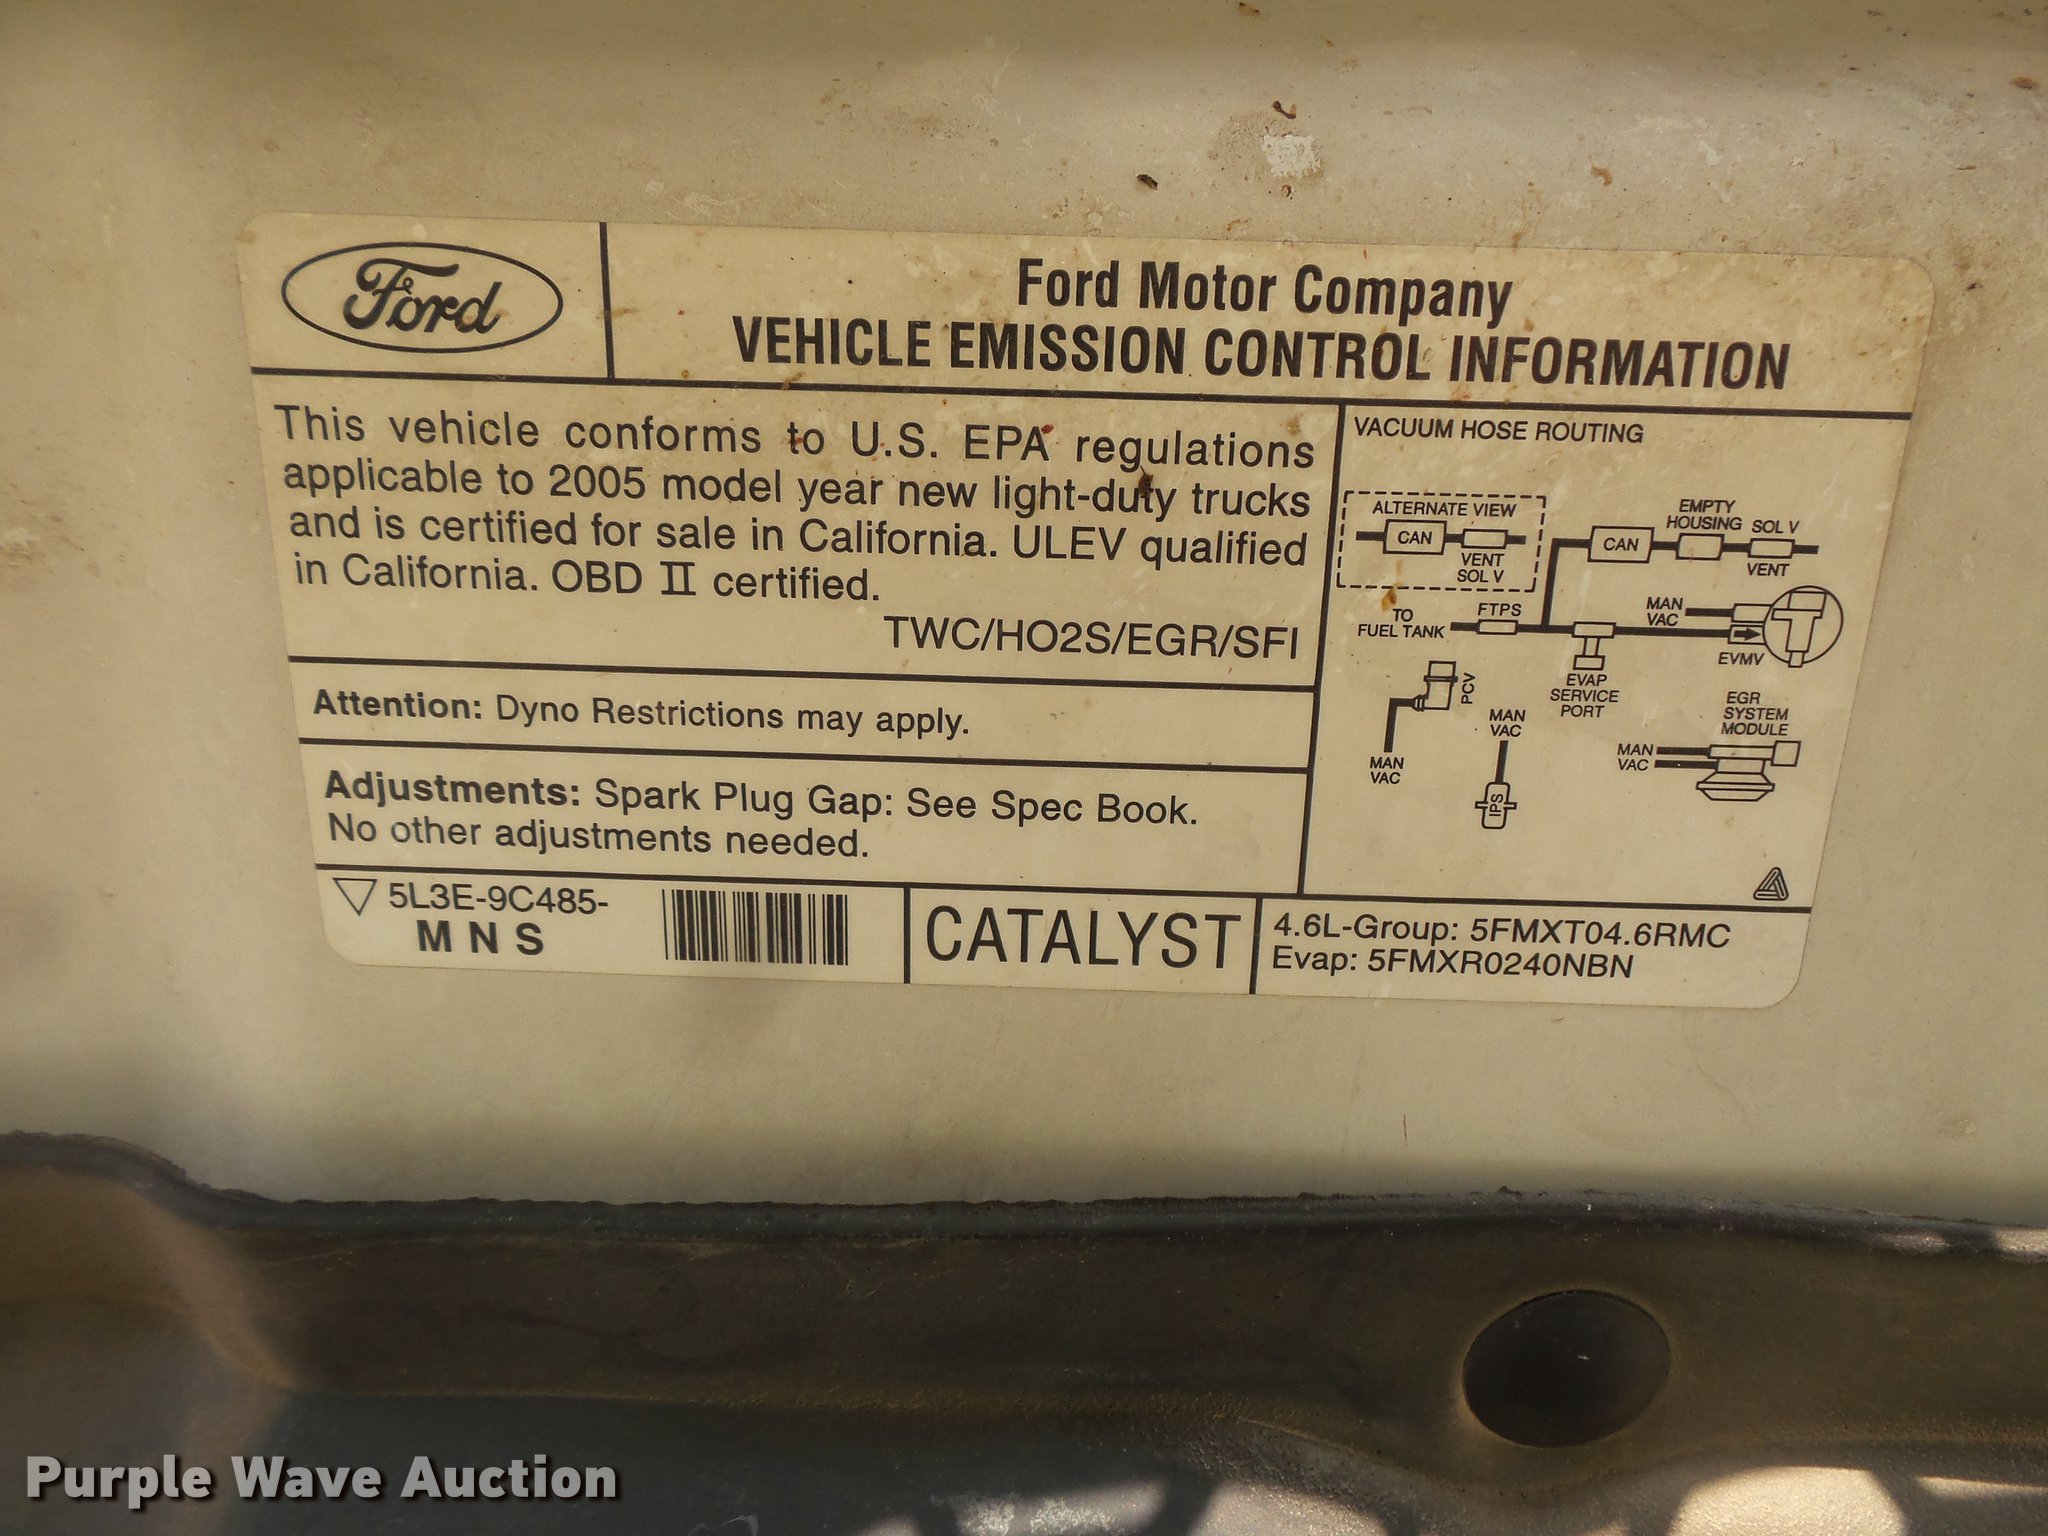 Ford
Ford Motor Company
VEHICLE EMISSION CONTROL INFORMATION
This vehicle conforms to U.S. EPA regulations
applicable to 2005 model year new light-duty trucks
and is certified for sale in California. ULEV qualified
in California. OBD II certified.
TWC/HO2S/EGR/SFI
Attention: Dyno Restrictions may apply.
Adjustments: Spark Plug Gap: See Spec Book.
No other adjustments needed.
5L3E-9C485-
M N S
CATALYST
4.6L-Group: 5FMXT04.6RMC
Evap: 5FMXR0240NBN
VACUUM HOSE ROUTING
ALTERNATE VIEW
CAN
VENT
SOL V
CAN
EMPTY
HOUSING
SOL V
VENT
TO
FUEL TANK
FTPS
MAN
VAC
EVMV
EVAP
SERVICE
PORT
PCV
MAN
VAC
MAN
VAC
IPS
EGR
SYSTEM
MODULE
MAN
VAC
Purple Wave Auction